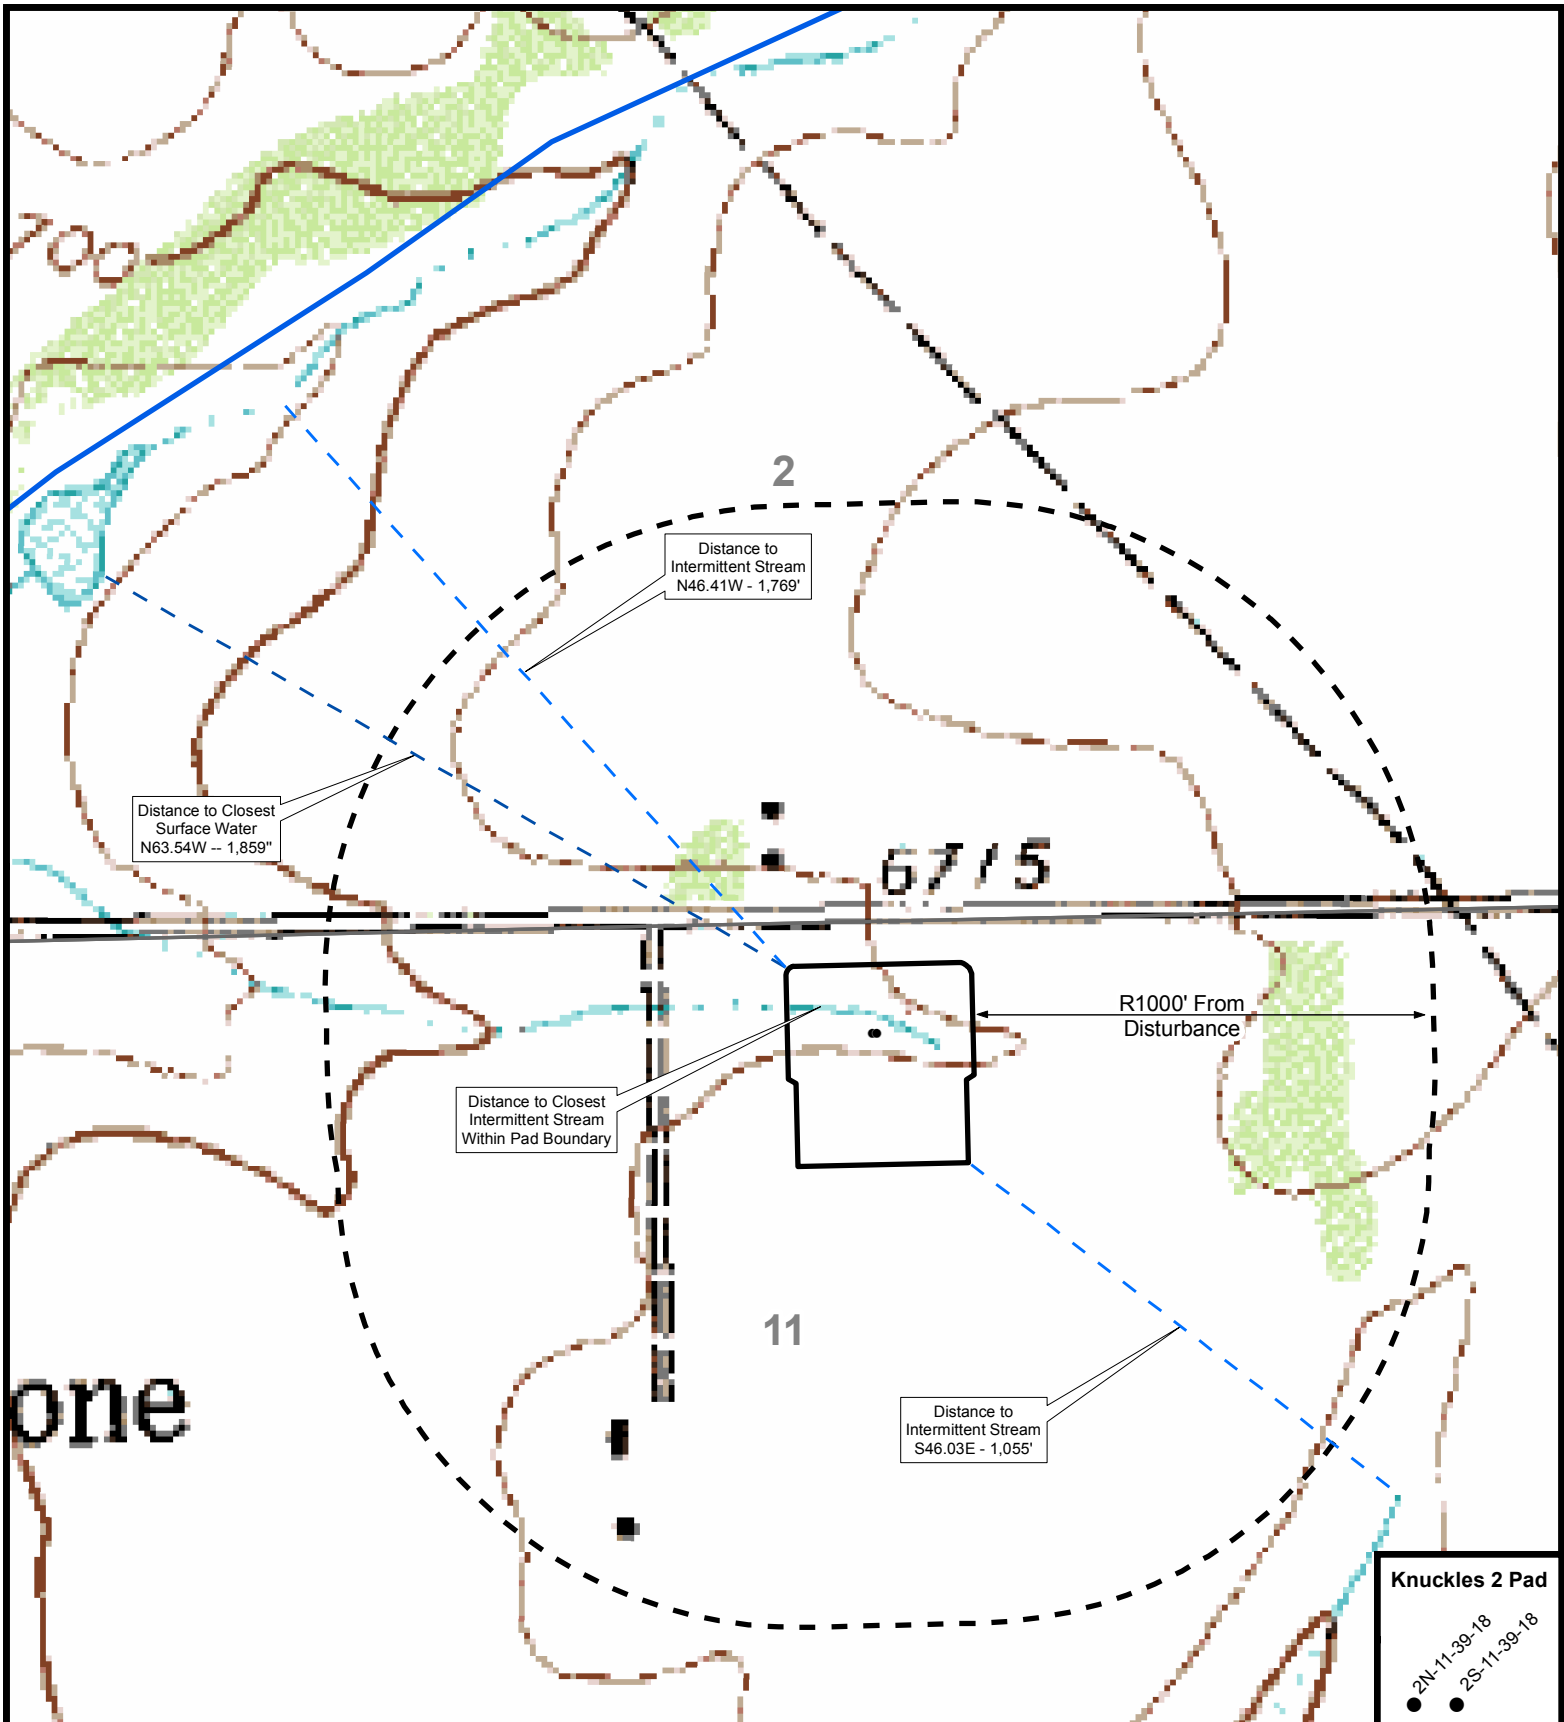 700
2
Distance to
Intermittent Stream
N46.41W - 1,769'
Distance to Closest
Surface Water
N63.54W -- 1,859"
6715
R1000' From
Disturbance
Distance to Closest
Intermittent Stream
Within Pad Boundary
11
one
Distance to
Intermittent Stream
S46.03E - 1,055'
Knuckles 2 Pad
2N-11-39-18
2S-11-39-18